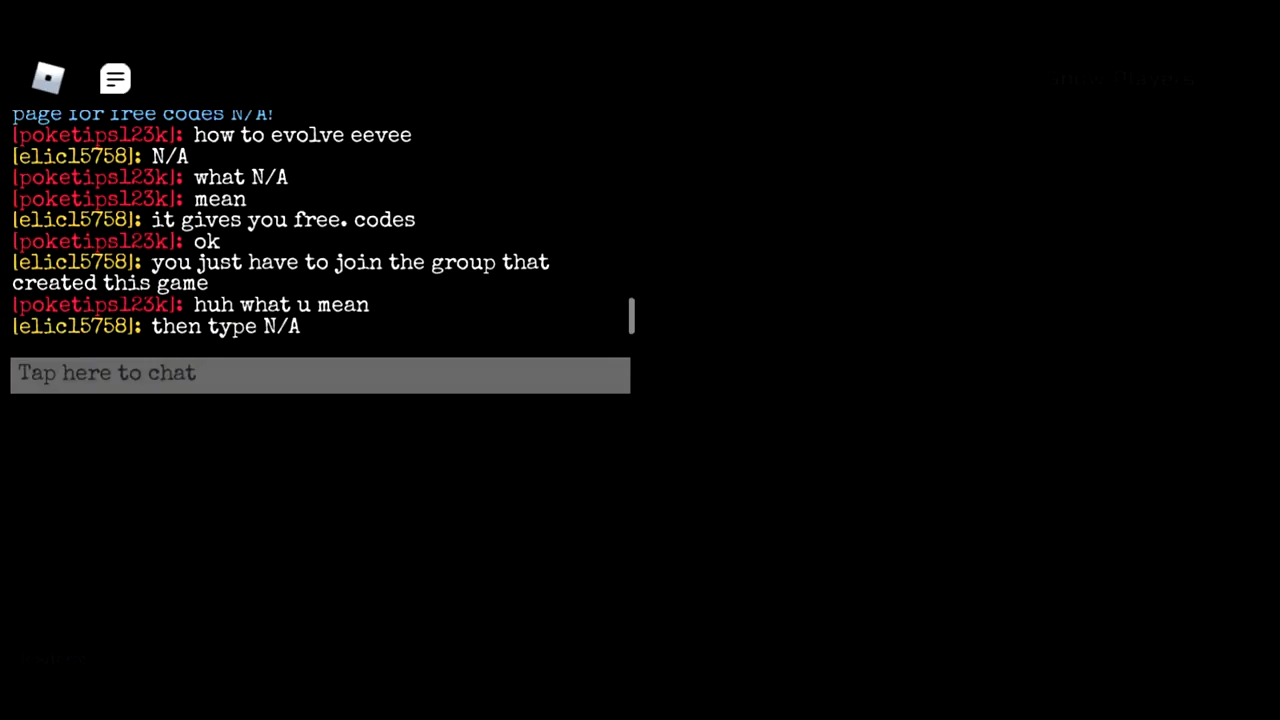 page for free codes N/A!
[poketips123k]: how to evolve eevee
[elic15758]: N/A
[poketips123k]: what N/A
[poketips123k]: mean
[elic15758]: it gives you free. codes
[poketips123k]: ok
[elic15758]: you just have to join the group that
created this game
[poketips123k]: huh what u mean
[elic15758]: then type N/A
Tap here to chat